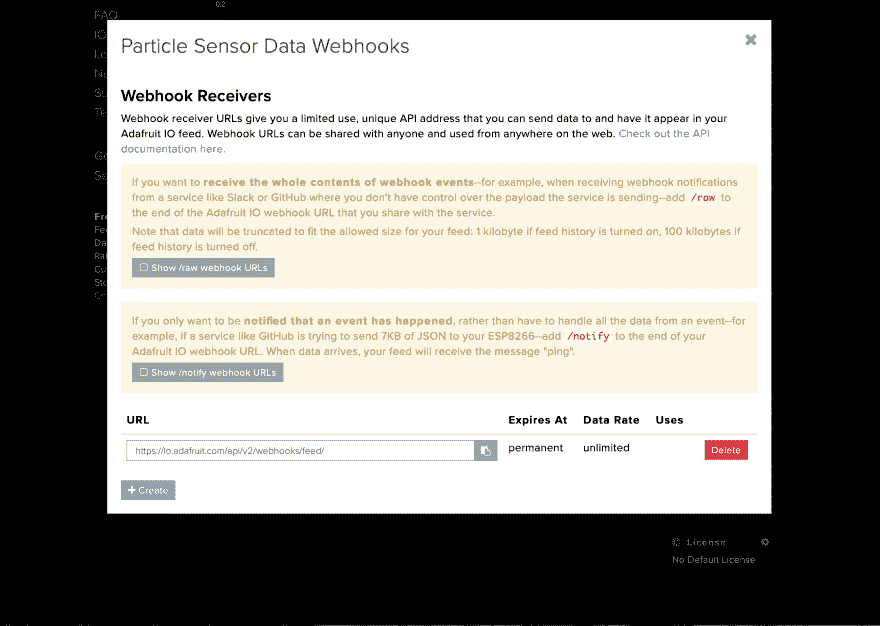 0.2
FAQ
Particle Sensor Data Webhooks
Webhook Receivers
Webhook receiver URLs give you a limited use, unique API address that you can send data to and have it appear in your
Adafruit IO feed. Webhook URLs can be shared with anyone and used from anywhere on the web. Check out the API
documentation here.
If you want to receive the whole contents of webhook events--for example, when receiving webhook notifications
from a service like Slack or GitHub where you don't have control over the payload the service is sending--add /raw to
the end of the Adafruit IO webhook URL that you share with the service.
Note that data will be truncated to fit the allowed size for your feed: 1 kilobyte if feed history is turned on, 100 kilobytes if
feed history is turned off.
Show /raw webhook URLs
If you only want to be notified that an event has happened, rather than have to handle all the data from an event--for
example, if a service like GitHub is trying to send 7KB of JSON to your ESP8266--add /notify to the end of your
Adafruit IO webhook URL. When data arrives, your feed will receive the message "ping".
Show /notify webhook URLs
URL Expires At Data Rate Uses
https://io.adafruit.com/api/v2/webhooks/feed/ permanent unlimited Delete
+ Create
© License
No Default License